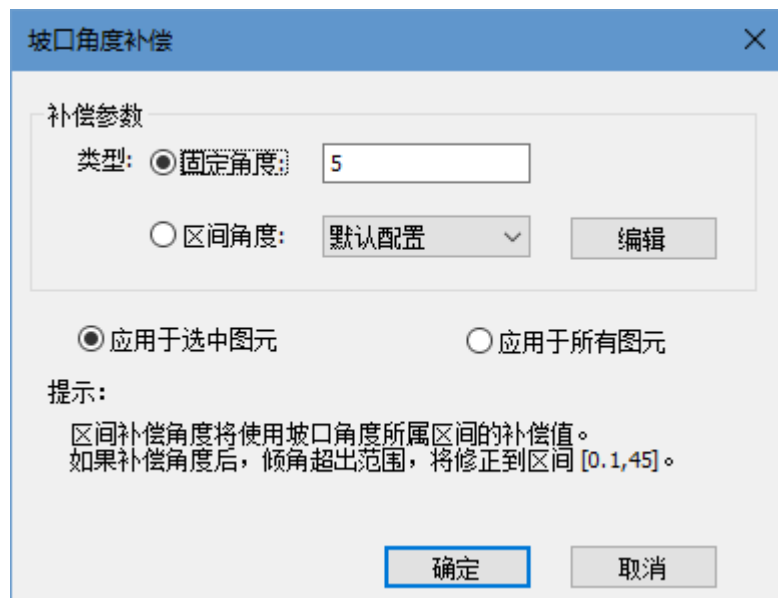 坡口角度补偿
补偿参数
类型: 固定角度: 5
区间角度: 默认配置 编辑
应用于选中图元 应用于所有图元
提示:
区间补偿角度将使用坡口角度所属区间的补偿值。
如果补偿角度后，倾角超出范围，将修正到区间 [0.1,45]。
确定 取消